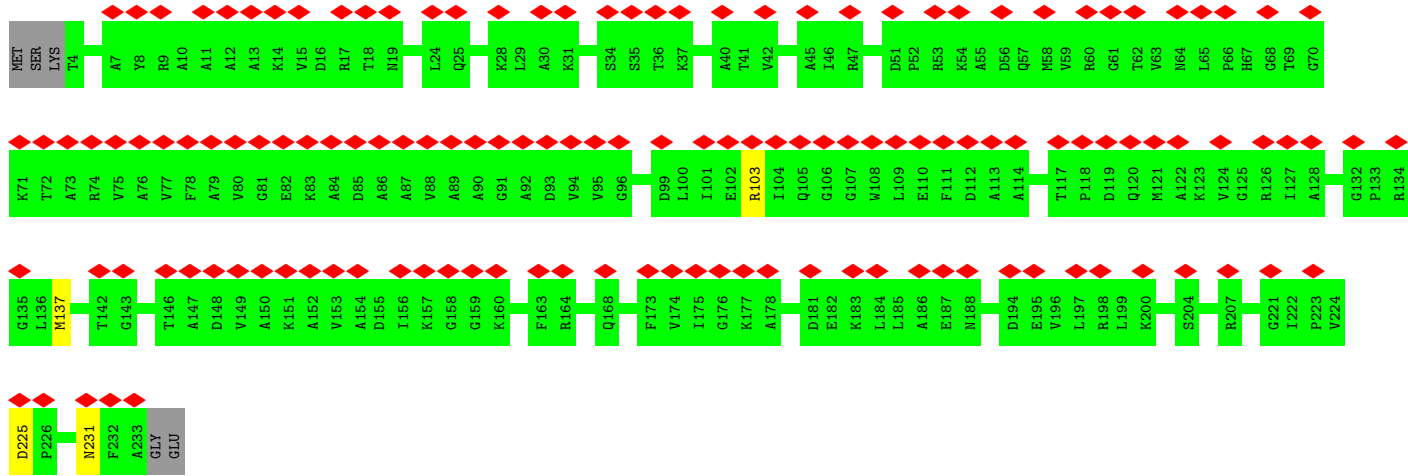 MET SER LYS T4 A7 Y8 R9 A10 A11 A12 A13 K14 V15 D16 R17 T18 N19 L24 Q25 K28 L29 A30 K31 S34 S35 T36 K37 A40 T41 V42 A45 I46 R47 D51 P52 R53 K54 A55 D56 Q57 M58 V59 R60 G61 T62 V63 N64 L65 P66 H67 G68 T69 G70
K71 T72 A73 R74 V75 A76 V77 F78 A79 V80 G81 E82 K83 A84 D85 A86 A87 V88 A89 A90 G91 A92 D93 V94 V95 G96 D99 L100 I101 E102 R103 I104 Q105 G106 G107 W108 L109 E110 F111 D112 A113 A114 T117 P118 D119 Q120 M121 A122 K123 V124 G125 R126 I127 A128 G132 P133 R134
G135 L136 M137 T142 G143 T146 A147 D148 V149 A150 K151 A152 V153 A154 D155 I156 K157 G158 G159 K160 F163 R164 Q168 F173 V174 I175 G176 K177 A178 D181 E182 K183 L184 L185 A186 E187 N188 D194 E195 V196 L197 R198 L199 K200 S204 R207 G221 I222 P223 V224
D225 P226 N231 F232 A233 GLY GLU